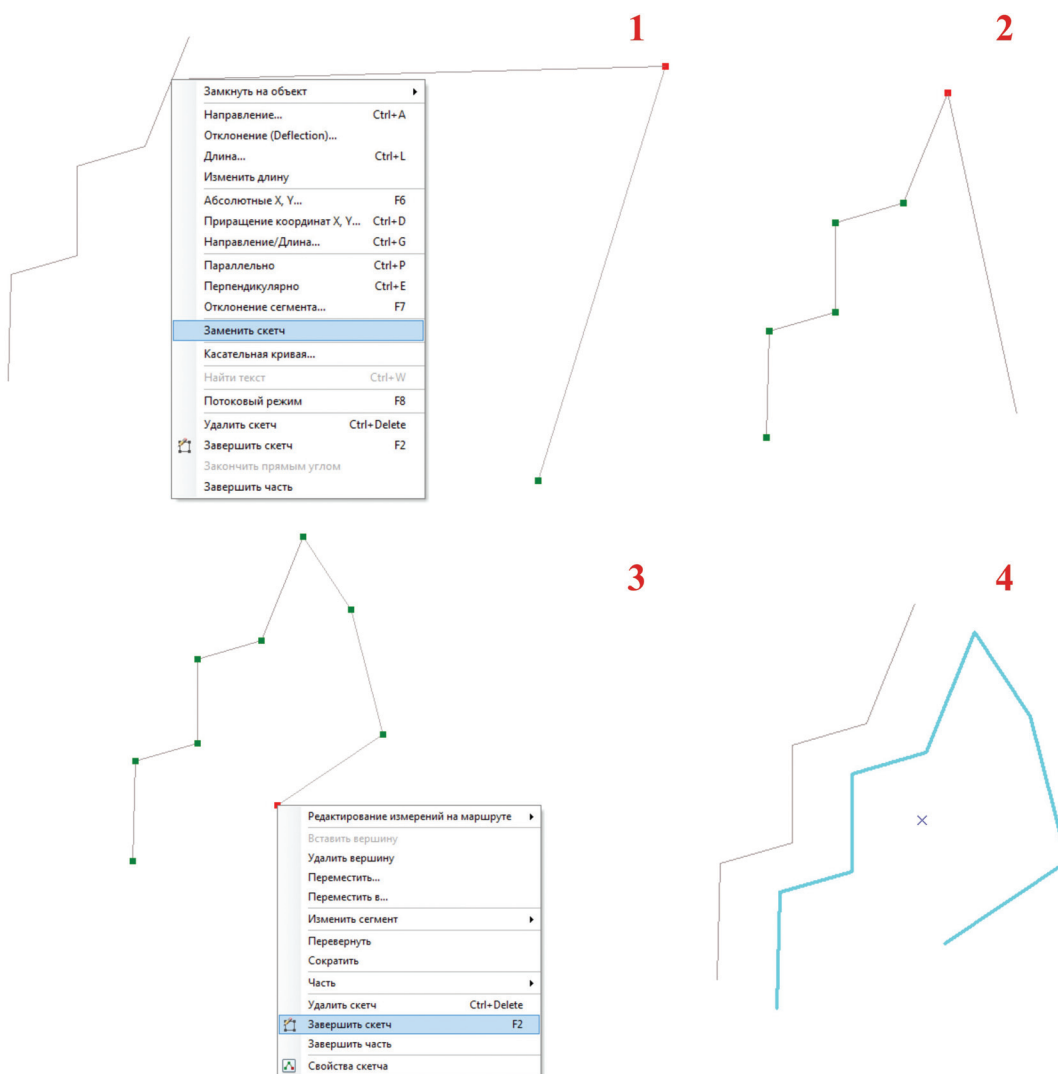 1
2
Замкнуть на объект
Направление... Ctrl+A
Отклонение (Deflection)...
Длина... Ctrl+L
Изменить длину
Абсолютные X, Y... F6
Приращение координат X, Y... Ctrl+D
Направление/Длина... Ctrl+G
Параллельно Ctrl+P
Перпендикулярно Ctrl+E
Отклонение сегмента... F7
Заменить скетч
Касательная кривая...
Найти текст Ctrl+W
Потоковый режим F8
Удалить скетч Ctrl+Delete
Завершить скетч F2
Закончить прямым углом
Завершить часть
3
4
Редактирование измерений на маршруте
Вставить вершину
Удалить вершину
Переместить...
Переместить в...
Изменить сегмент
Перевернуть
Сократить
Часть
Удалить скетч Ctrl+Delete
Завершить скетч F2
Завершить часть
Свойства скетча